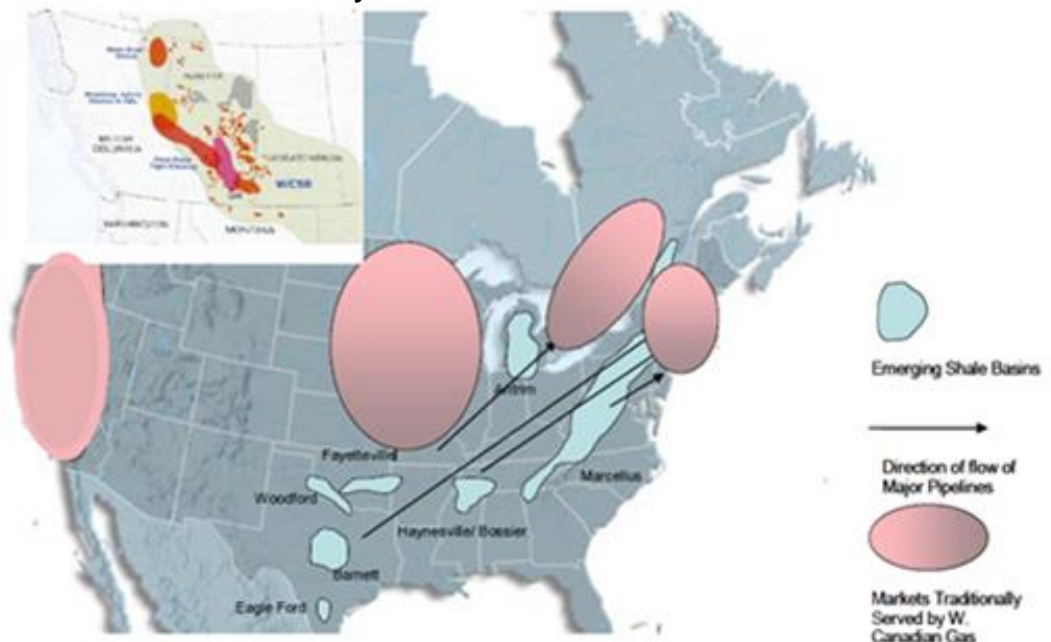 WCSB
WASHINGTON
MONTANA
Antrim
Fayetteville
Woodford
Marcellus
Haynesville/ Bossier
Barnett
Eagle Ford
Emerging Shale Basins
Direction of flow of
Major Pipelines
Markets Traditionally
Served by W.
Canadian Gas